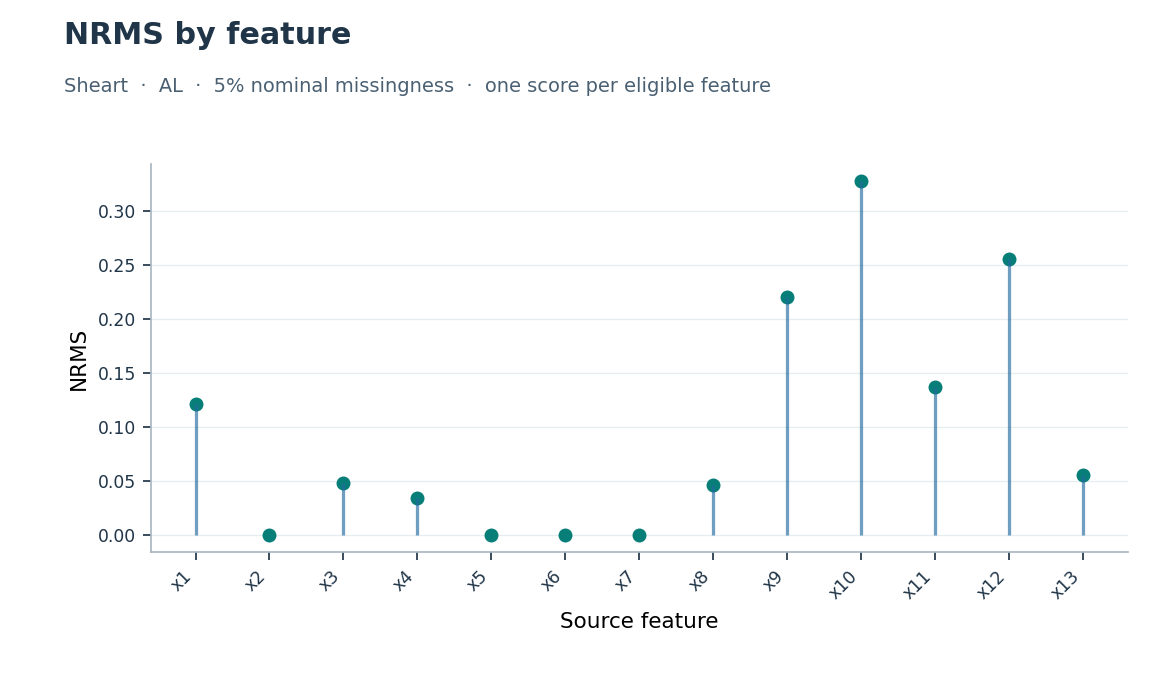 NRMS by feature
Sheart · AL · 5% nominal missingness · one score per eligible feature
NRMS
0.30
0.25
0.20
0.15
0.10
0.05
0.00
x1 x2 x3 x4 x5 x6 x7 x8 x9 x10 x11 x12 x13
Source feature